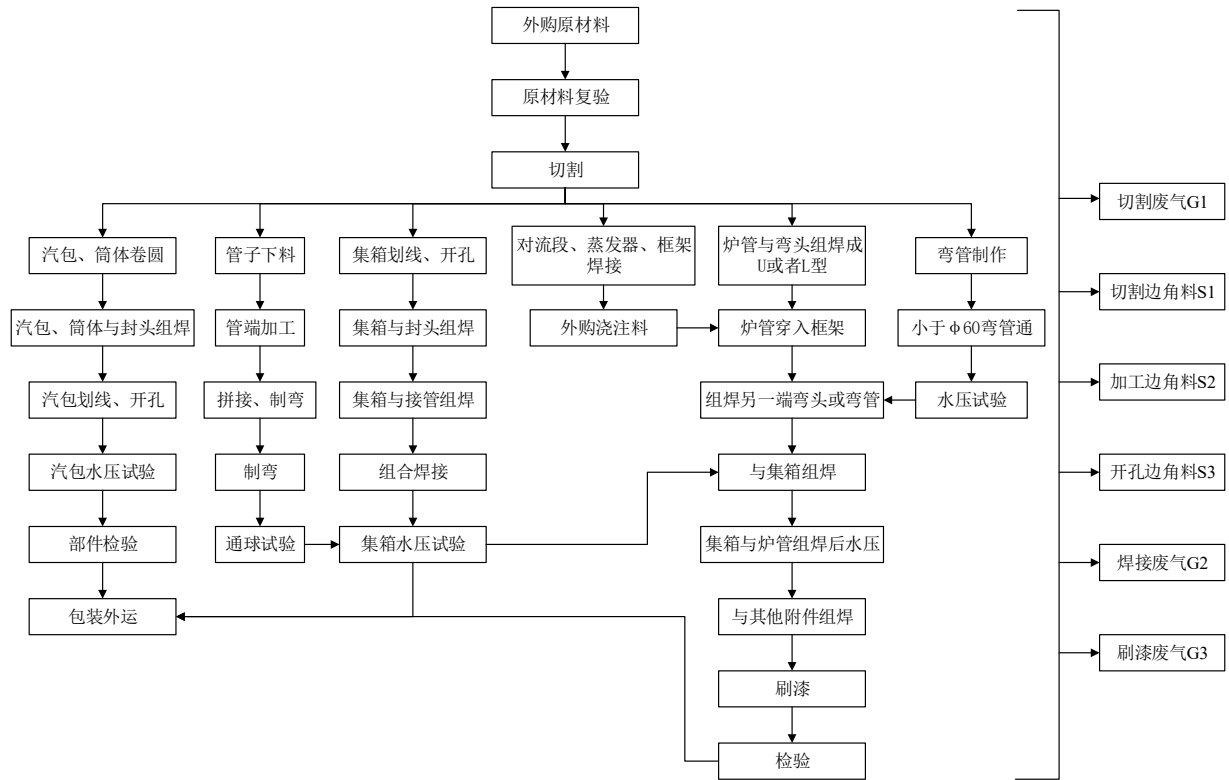 外购原材料
原材料复验
切割
汽包、筒体卷圆
管子下料
集箱划线、开孔
对流段、蒸发器、框架
焊接
炉管与弯头组焊成
U或者L型
弯管制作
汽包、筒体与封头组焊
管端加工
集箱与封头组焊
外购浇注料
炉管穿入框架
小于φ60弯管通
汽包划线、开孔
拼接、制弯
集箱与接管组焊
组焊另一端弯头或弯管
水压试验
汽包水压试验
制弯
组合焊接
与集箱组焊
部件检验
通球试验
集箱水压试验
集箱与炉管组焊后水压
包装外运
与其他附件组焊
刷漆
检验
切割废气G1
切割边角料S1
加工边角料S2
开孔边角料S3
焊接废气G2
刷漆废气G3